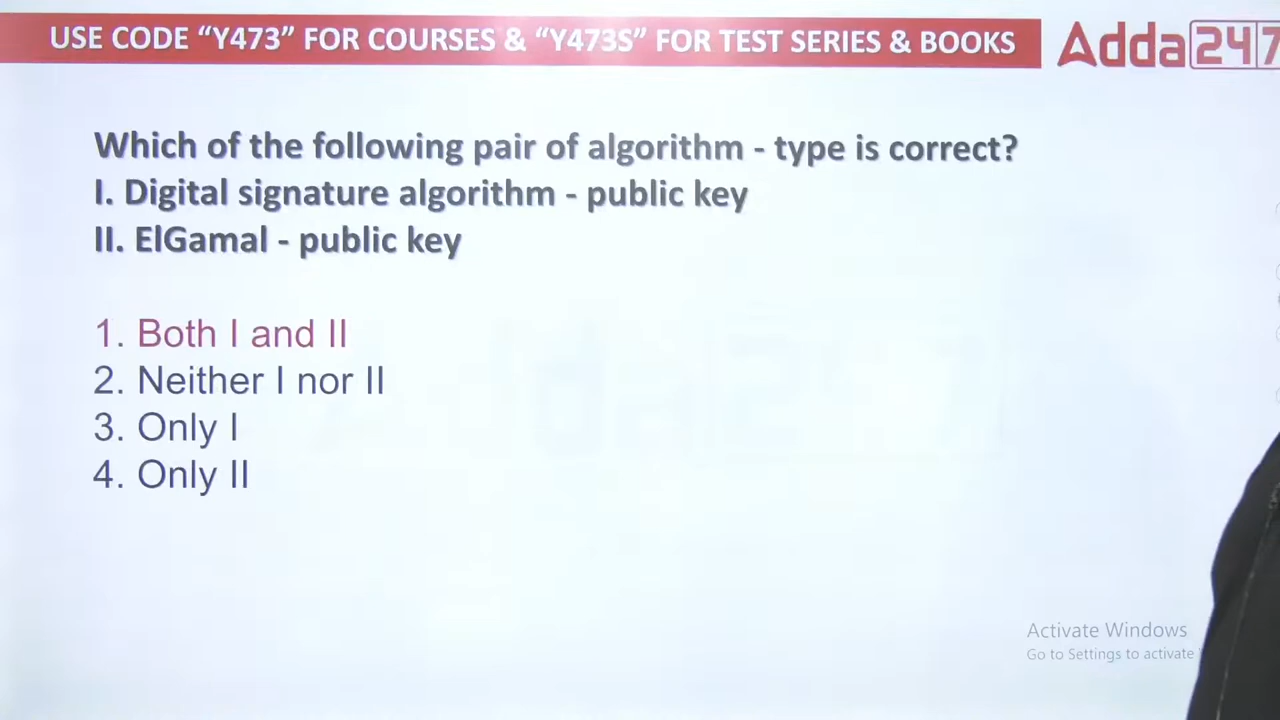 USE CODE “Y473” FOR COURSES & “Y473S” FOR TEST SERIES & BOOKS
Adda247
Which of the following pair of algorithm - type is correct?
I. Digital signature algorithm - public key
II. ElGamal - public key
1. Both I and II
2. Neither I nor II
3. Only I
4. Only II
Activate Windows
Go to Settings to activate